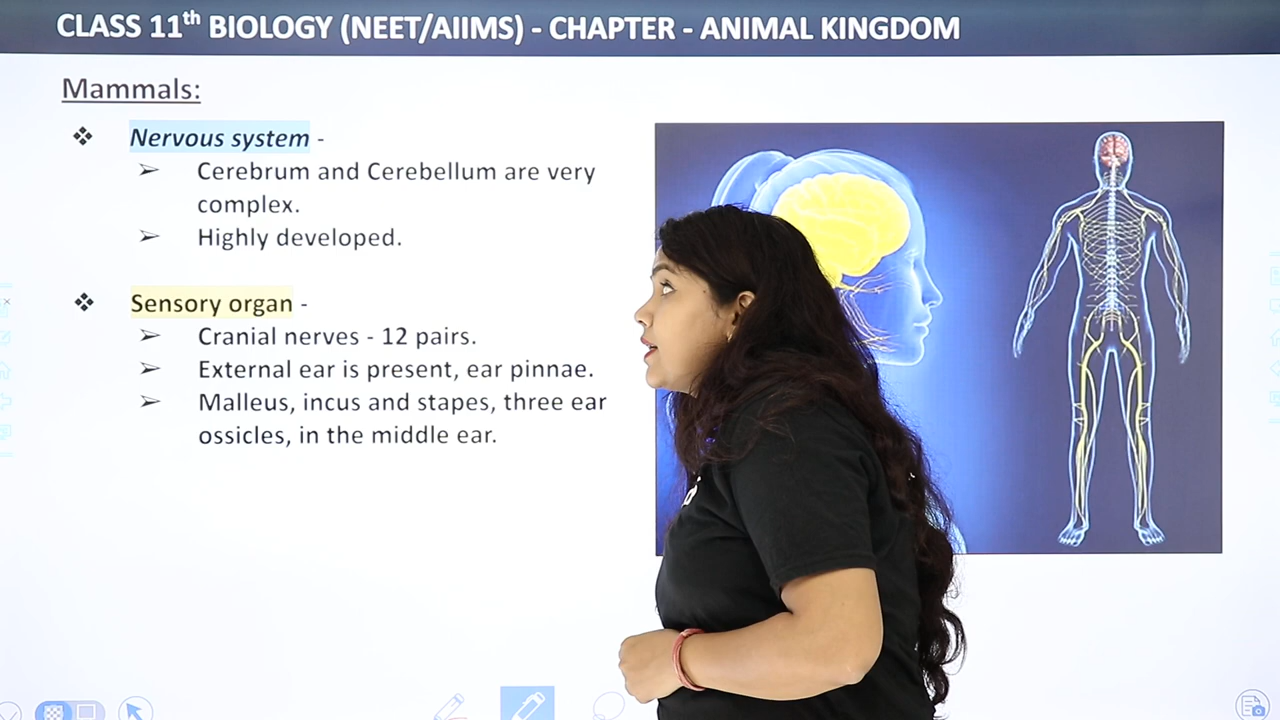 CLASS 11th BIOLOGY (NEET/AIIMS) - CHAPTER - ANIMAL KINGDOM
Mammals:
❖ Nervous system -
➢ Cerebrum and Cerebellum are very
complex.
➢ Highly developed.
❖ Sensory organ -
➢ Cranial nerves - 12 pairs.
➢ External ear is present, ear pinnae.
➢ Malleus, incus and stapes, three ear
ossicles, in the middle ear.